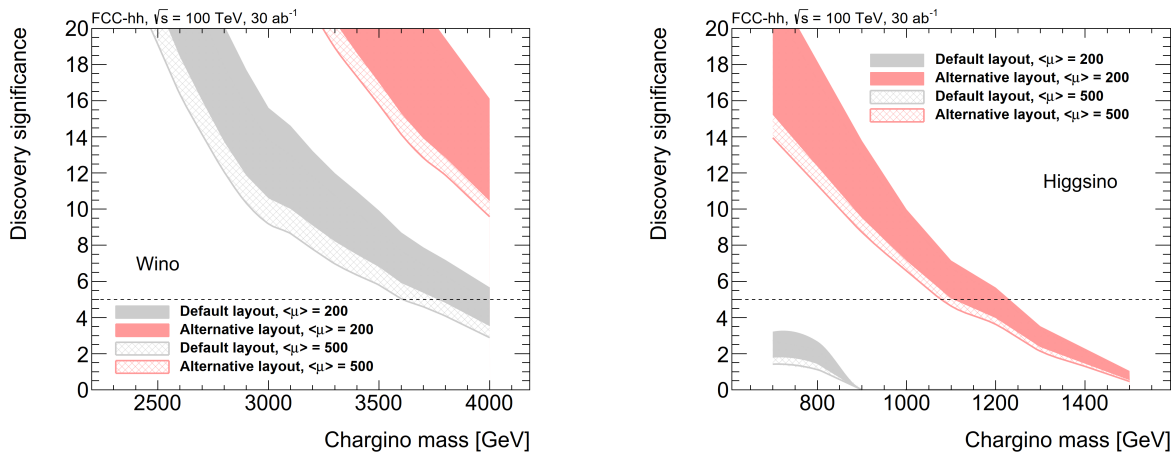 FCC-hh, √s = 100 TeV, 30 ab⁻¹
Discovery significance
20
18
16
14
12
10
8
6
4
2
0
Wino
Default layout, <μ> = 200
Alternative layout, <μ> = 200
Default layout, <μ> = 500
Alternative layout, <μ> = 500
2500 3000 3500 4000
Chargino mass [GeV]
FCC-hh, √s = 100 TeV, 30 ab⁻¹
Discovery significance
20
18
16
14
12
10
8
6
4
2
0
Default layout, <μ> = 200
Alternative layout, <μ> = 200
Default layout, <μ> = 500
Alternative layout, <μ> = 500
Higgsino
800 1000 1200 1400
Chargino mass [GeV]